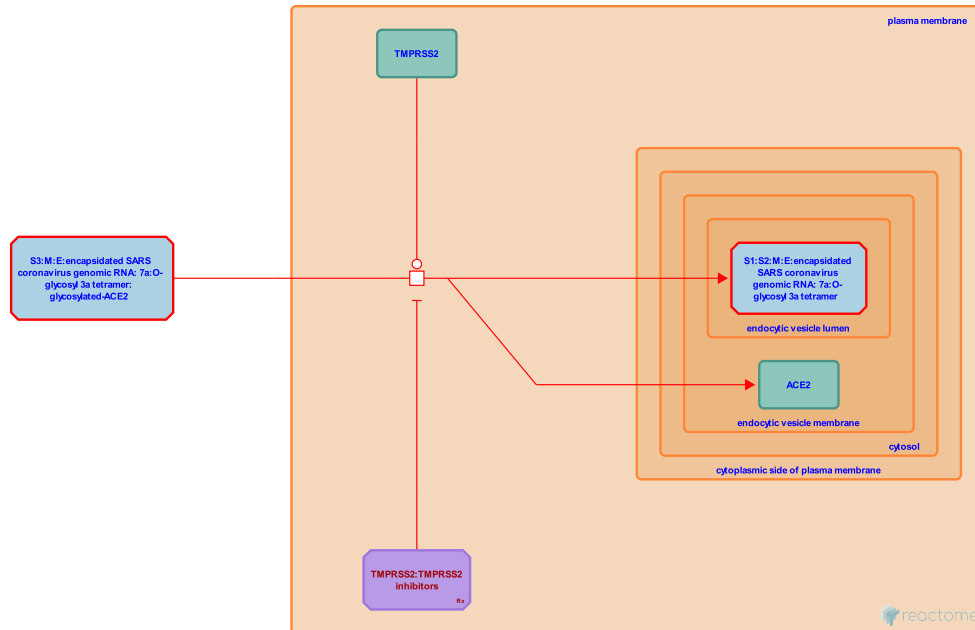 plasma membrane
TMPRSS2
S3:M:E:encapsidated SARS
coronavirus genomic RNA: 7a:O-
glycosyl 3a tetramer:
glycosylated-ACE2
S1:S2:M:E:encapsidated
SARS coronavirus
genomic RNA: 7a:O-
glycosyl 3a tetramer
endocytic vesicle lumen
ACE2
endocytic vesicle membrane
cytosol
cytoplasmic side of plasma membrane
TMPRSS2:TMPRSS2
inhibitors
Rx
reactome